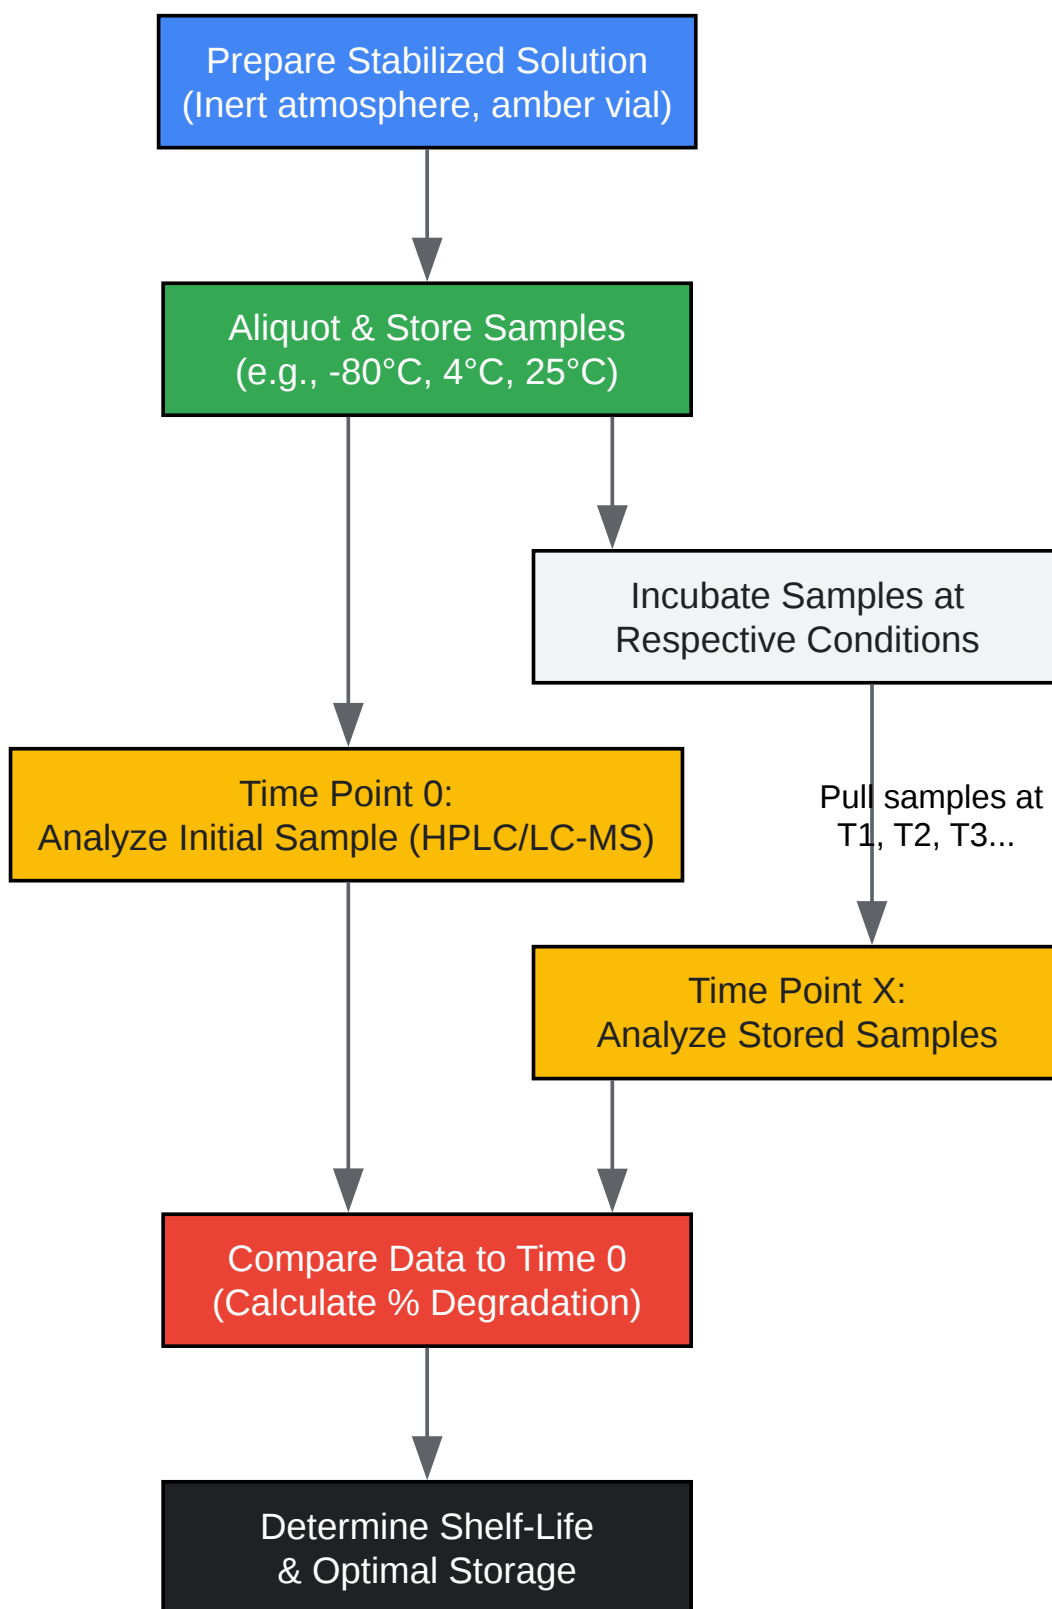 Prepare Stabilized Solution
(Inert atmosphere, amber vial)
Aliquot & Store Samples
(e.g., -80°C, 4°C, 25°C)
Incubate Samples at
Respective Conditions
Time Point 0:
Analyze Initial Sample (HPLC/LC-MS)
Pull samples at
T1, T2, T3...
Time Point X:
Analyze Stored Samples
Compare Data to Time 0
(Calculate % Degradation)
Determine Shelf-Life
& Optimal Storage